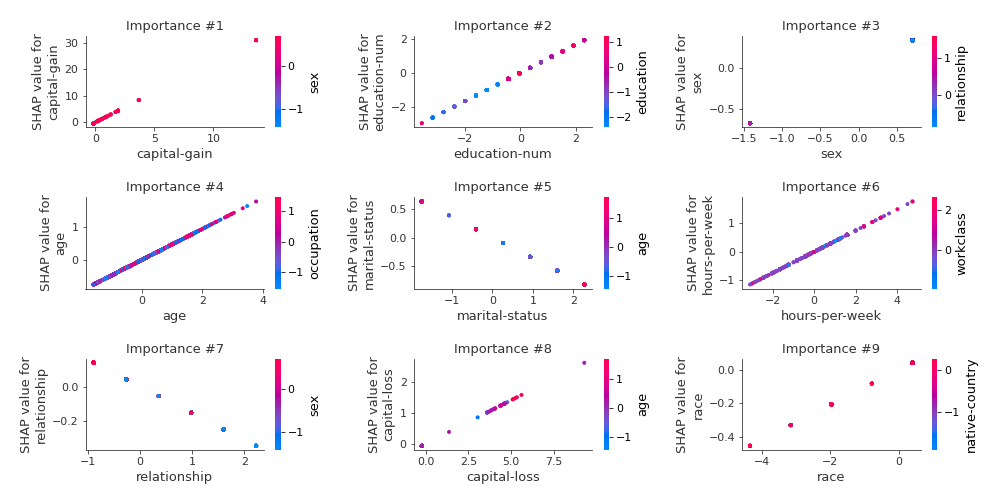 Importance #1
SHAP value for
capital-gain
30
20
10
0
0
5
10
capital-gain
0
−1
sex
Importance #2
SHAP value for
education-num
2
0
−2
−2
0
2
education-num
1
0
−1
−2
education
Importance #3
SHAP value for
sex
0.0
−0.5
−1.5
−1.0
−0.5
0.0
0.5
sex
1
0
relationship
Importance #4
SHAP value for
age
1
0
0
2
4
age
1
0
−1
occupation
Importance #5
SHAP value for
marital-status
0.5
0.0
−0.5
−1
0
1
2
marital-status
1
0
−1
age
Importance #6
SHAP value for
hours-per-week
1
0
−1
−2
0
2
4
hours-per-week
2
0
workclass
Importance #7
SHAP value for
relationship
0.0
−0.2
−1
0
1
2
relationship
0
−1
sex
Importance #8
SHAP value for
capital-loss
2
1
0
0.0
2.5
5.0
7.5
capital-loss
1
0
−1
age
Importance #9
SHAP value for
race
0.0
−0.2
−0.4
−4
−2
0
race
0
−1
native-country